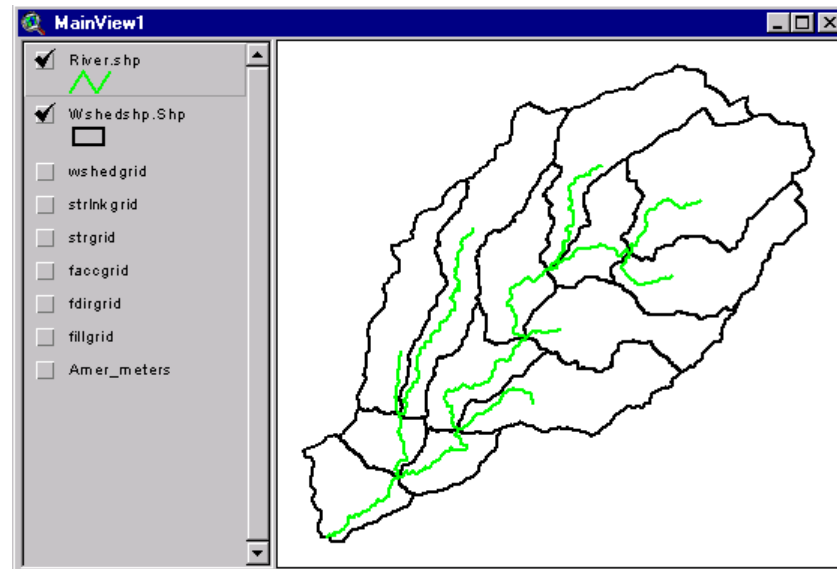 MainView1
River.shp
Wshedshp.Shp
wshedgrid
strlnkgrid
strgrid
faccgrid
fdirgrid
fillgrid
Amer_meters